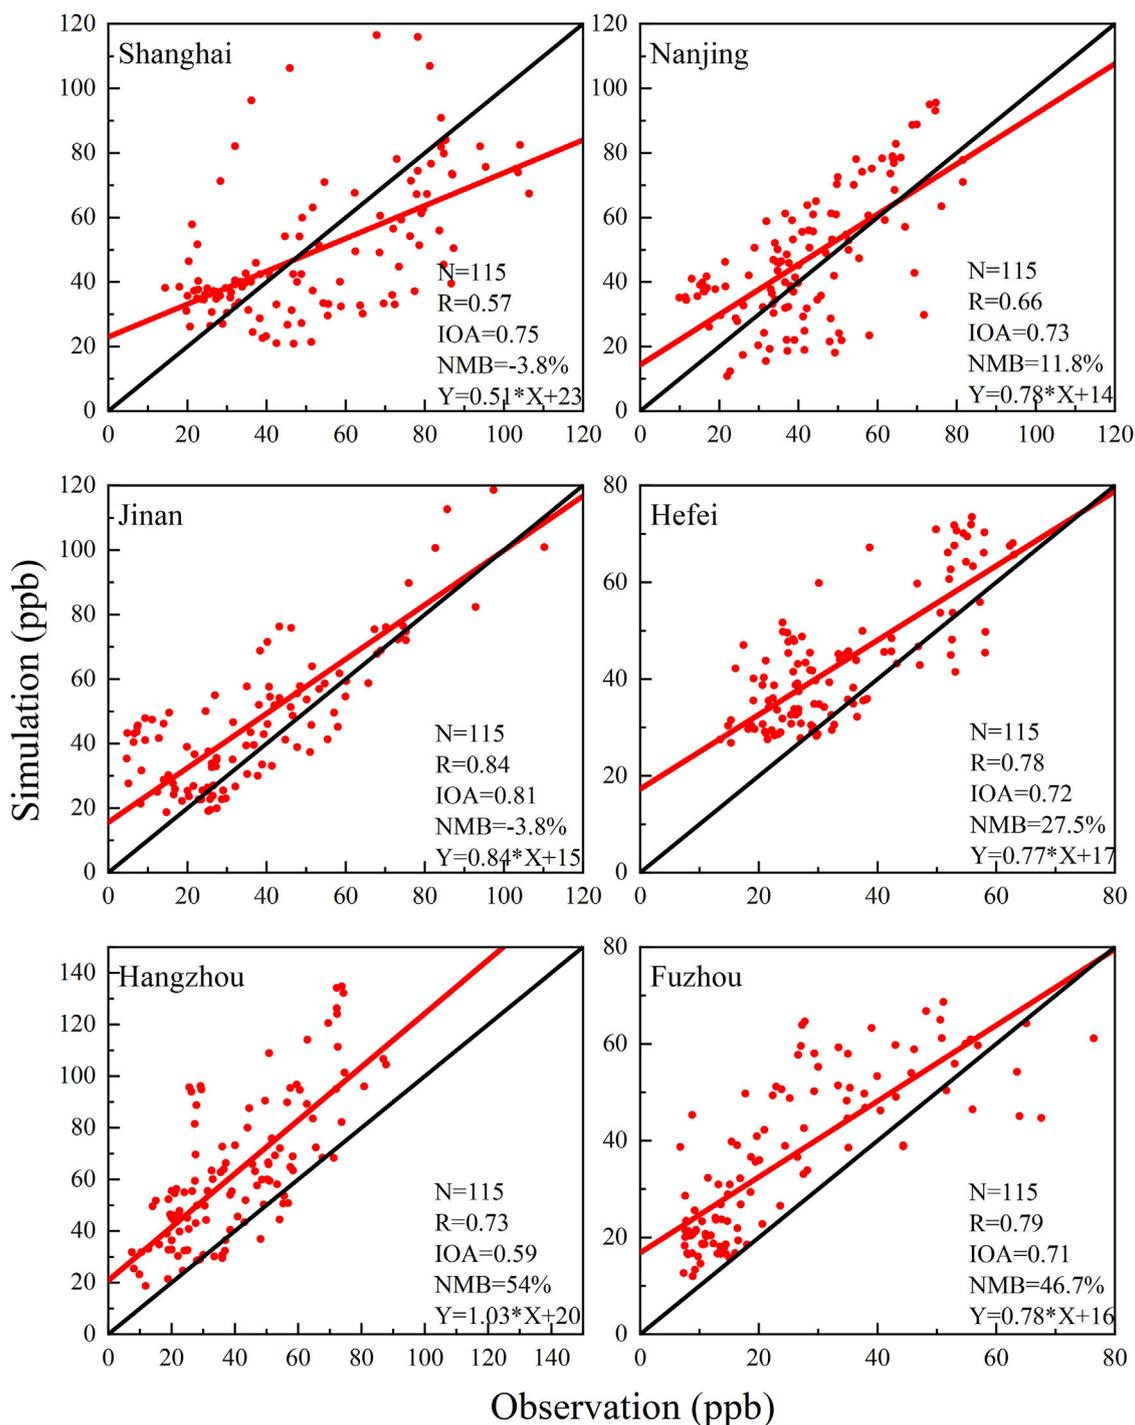 120
100
80
60
40
20
0
Shanghai
N=115
R=0.57
IOA=0.75
NMB=-3.8%
Y=0.51*X+23
0 20 40 60 80 100 120
120
100
80
60
40
20
0
Nanjing
N=115
R=0.66
IOA=0.73
NMB=11.8%
Y=0.78*X+14
0 20 40 60 80 100 120
Simulation (ppb)
120
100
80
60
40
20
0
Jinan
N=115
R=0.84
IOA=0.81
NMB=-3.8%
Y=0.84*X+15
0 20 40 60 80 100 120
80
60
40
20
0
Hefei
N=115
R=0.78
IOA=0.72
NMB=27.5%
Y=0.77*X+17
0 20 40 60 80
140
120
100
80
60
40
20
0
Hangzhou
N=115
R=0.73
IOA=0.59
NMB=54%
Y=1.03*X+20
0 20 40 60 80 100 120 140
80
60
40
20
0
Fuzhou
N=115
R=0.79
IOA=0.71
NMB=46.7%
Y=0.78*X+16
0 20 40 60 80
Observation (ppb)